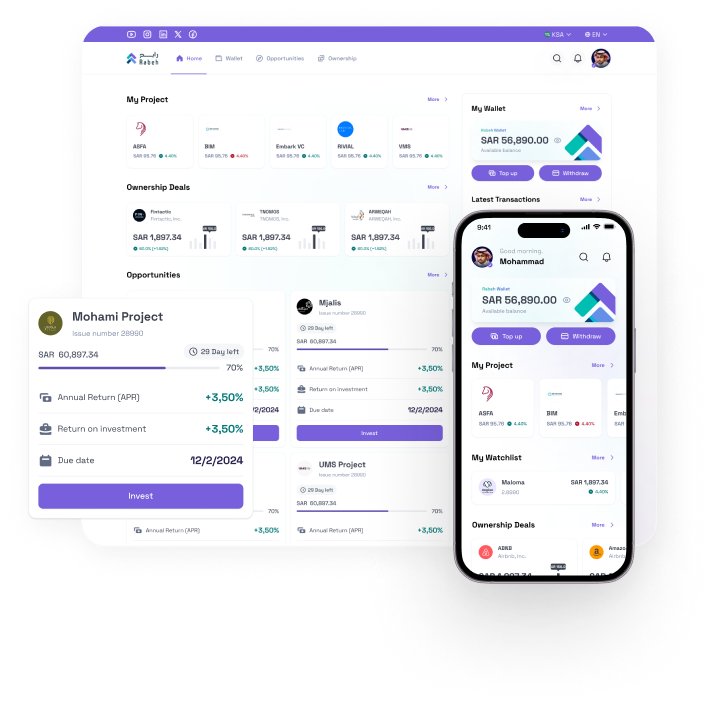 KSA
EN
رابح
Rabeh
Home
Wallet
Opportunities
Ownership
My Project
More
ASFA
SAR 95.76 4.40%
BIM
SAR 95.76 4.40%
Embark VC
SAR 95.76 4.40%
RIVIAL
SAR 95.76 4.40%
VMS
SAR 95.76 4.40%
Ownership Deals
More
Fintactic
Fintactic, Inc.
SAR 1,897.34
60.0% (+1.62%)
TNOMOS
TNOMOS, Inc.
SAR 1,897.34
60.0% (+1.62%)
ARMEQAH
ARMEQAH, Inc.
SAR 1,897.34
60.0% (+1.62%)
Opportunities
More
My Wallet
More
Rabeh Wallet
SAR 56,890.00
Available balance
Top up
Withdraw
Latest Transactions
More
Mohami Project
Issue number 28990
29 Day left
SAR 60,897.34
70%
Annual Return (APR)
+3,50%
Return on investment
+3,50%
Due date
12/2/2024
Invest
70%
+3,50%
+3,50%
/2/2024
70%
Annual Return (APR)
+3,50%
Mjalis
Issue number 28990
29 Day left
SAR 60,897.34
70%
Annual Return (APR)
+3,50%
Return on investment
+3,50%
Due date
12/2/2024
Invest
UMS Project
Issue number 28990
29 Day left
SAR 60,897.34
70%
Annual Return (APR)
+3,50%
9:41
Good morning.
Mohammad
Rabeh Wallet
SAR 56,890.00
Available balance
Top up
Withdraw
My Project
More
ASFA
SAR 95.76 4.40%
BIM
SAR 95.76 4.40%
Emb
SAR 9
My Watchlist
More
Maloma
2.8990
SAR 1,897.34
4.40%
Ownership Deals
More
ABNB
Airbnb, Inc.
Amazo
Airbnb